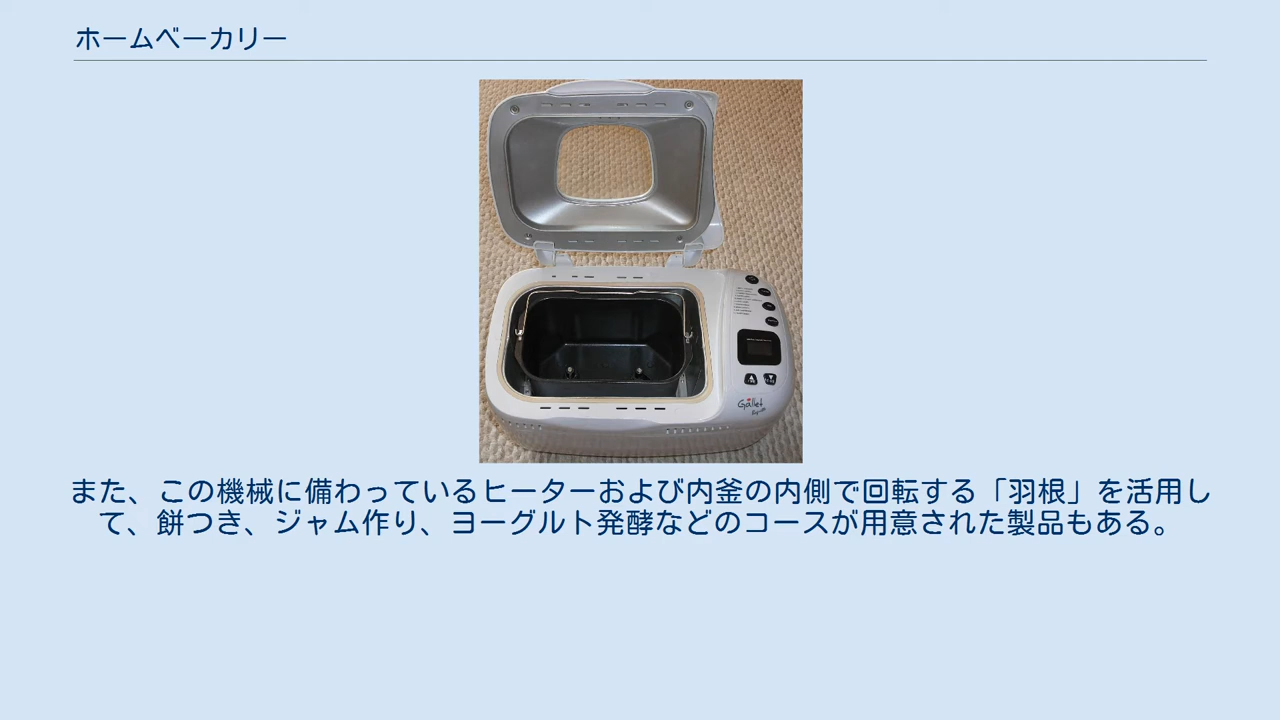 ホームベーカリー
Gallet
また、この機械に備わっているヒーターおよび内釜の内側で回転する「羽根」を活用し
て、餅つき、ジャム作り、ヨーグルト発酵などのコースが用意された製品もある。